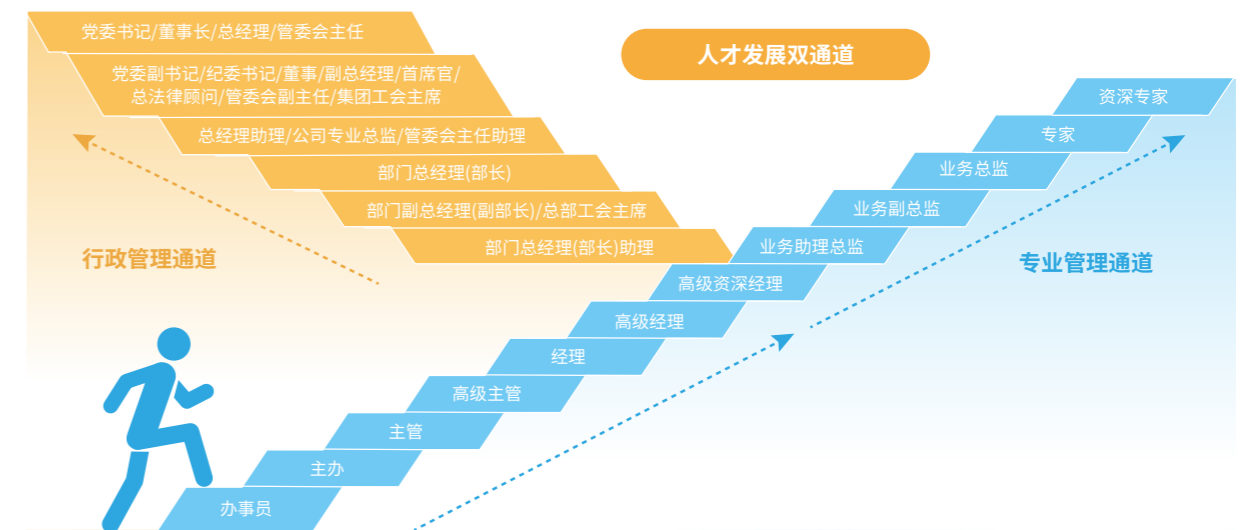 人才发展双通道
党委书记/董事长/总经理/管委会主任
党委副书记/纪委书记/董事/副总经理/首席官/
总法律顾问/管委会副主任/集团工会主席
总经理助理/公司专业总监/管委会主任助理
部门总经理(部长)
部门副总经理(副部长)/总部工会主席
部门总经理(部长)助理
行政管理通道
资深专家
专家
业务总监
业务副总监
业务助理总监
高级资深经理
高级经理
经理
高级主管
主管
主办
办事员
专业管理通道